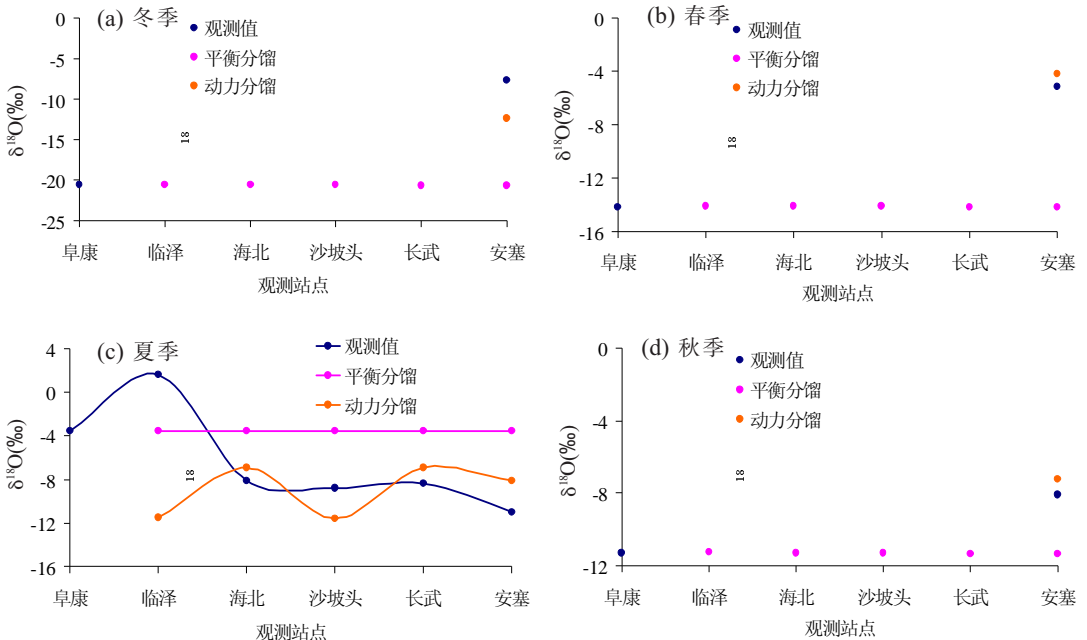 (a) 冬季
观测值
平衡分馏
动力分馏
0
-5
-10
-15
-20
-25
δ18O(‰)
18
阜康 临泽 海北 沙坡头 长武 安塞
观测站点
(b) 春季
观测值
平衡分馏
动力分馏
0
-4
-8
-12
-16
δ18O(‰)
18
阜康 临泽 海北 沙坡头 长武 安塞
观测站点
(c) 夏季
观测值
平衡分馏
动力分馏
4
0
-4
-8
-12
-16
δ18O(‰)
18
阜康 临泽 海北 沙坡头 长武 安塞
观测站点
(d) 秋季
观测值
平衡分馏
动力分馏
0
-4
-8
-12
δ18O(‰)
18
阜康 临泽 海北 沙坡头 长武 安塞
观测站点